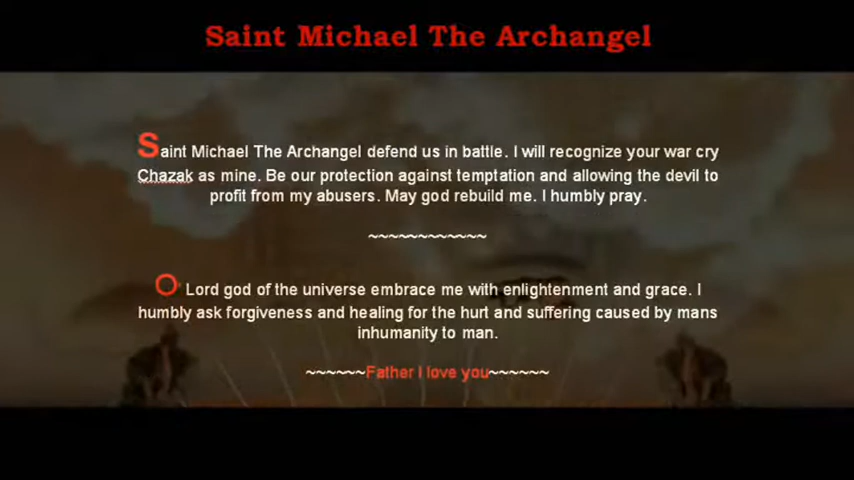 Saint Michael The Archangel
Saint Michael The Archangel defend us in battle. I will recognize your war cry
Chazak as mine. Be our protection against temptation and allowing the devil to
profit from my abusers. May god rebuild me. I humbly pray.
~~~~~~~~~~~~
O' Lord god of the universe embrace me with enlightenment and grace. I
humbly ask forgiveness and healing for the hurt and suffering caused by mans
inhumanity to man.
~~~~~~Father I love you~~~~~~